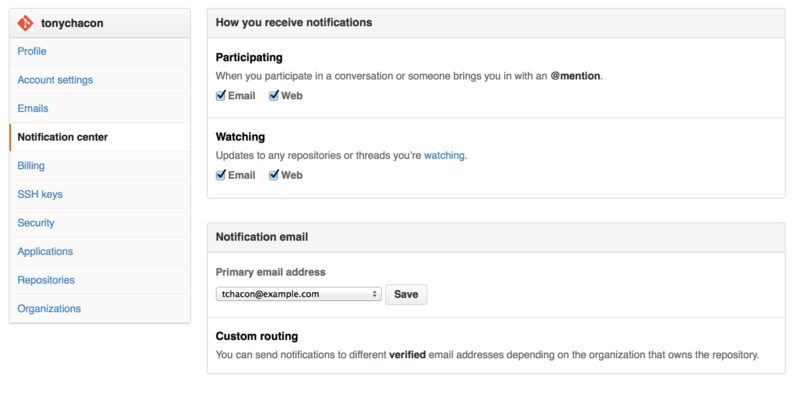 tonychacon
Profile
Account settings
Emails
Notification center
Billing
SSH keys
Security
Applications
Repositories
Organizations
How you receive notifications
Participating
When you participate in a conversation or someone brings you in with an @mention.
Email Web
Watching
Updates to any repositories or threads you’re watching.
Email Web
Notification email
Primary email address
tchacon@example.com Save
Custom routing
You can send notifications to different verified email addresses depending on the organization that owns the repository.